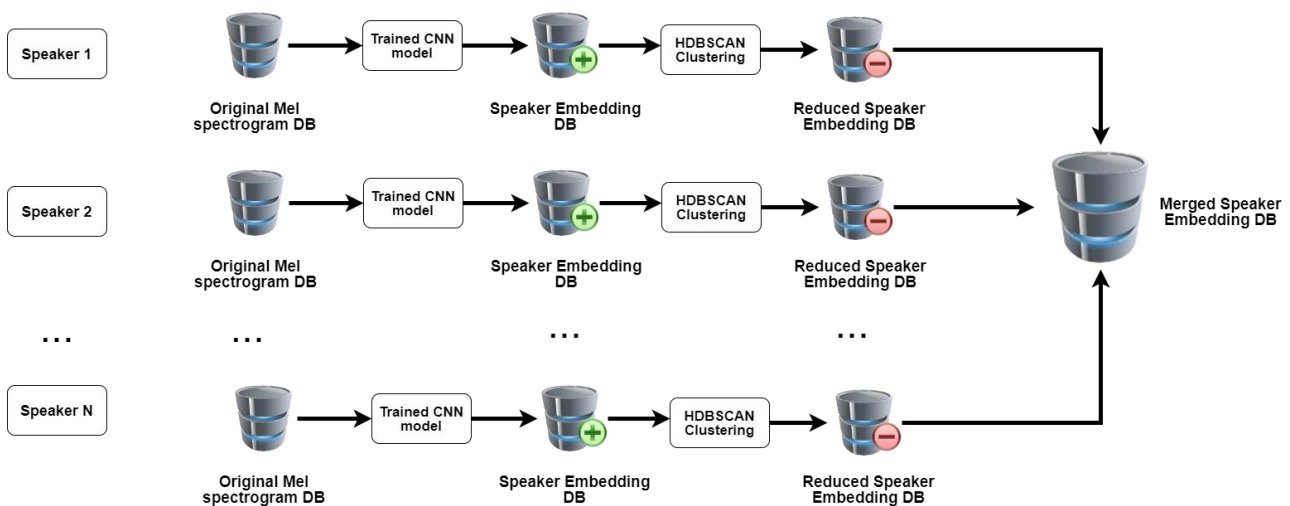 Speaker 1
Trained CNN
model
HDBSCAN
Clustering
Original Mel
spectrogram DB
Speaker Embedding
DB
Reduced Speaker
Embedding DB
Speaker 2
Trained CNN
model
HDBSCAN
Clustering
Merged Speaker
Embedding DB
Original Mel
spectrogram DB
Speaker Embedding
DB
Reduced Speaker
Embedding DB
... ... ... ...
Speaker N
Trained CNN
model
HDBSCAN
Clustering
Original Mel
spectrogram DB
Speaker Embedding
DB
Reduced Speaker
Embedding DB